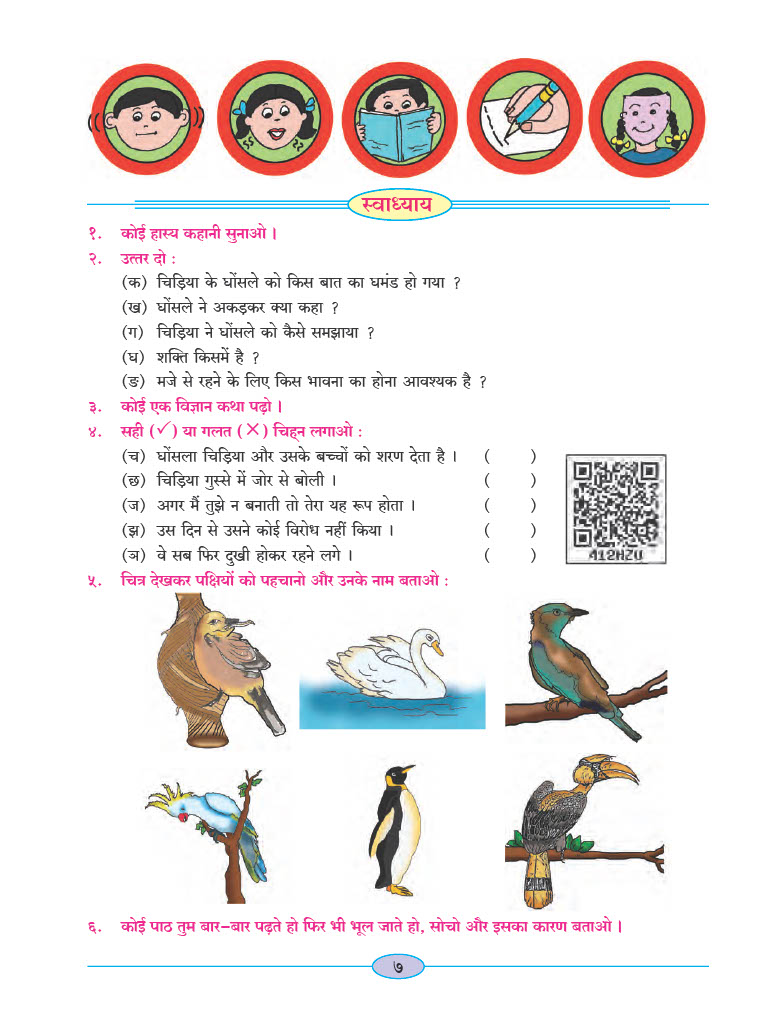 स्वाध्याय
१. कोई हास्य कहानी सुनाओ ।
२. उत्तर दो :
(क) चिड़िया के घोंसले को किस बात का घमंड हो गया ?
(ख) घोंसले ने अकड़कर क्या कहा ?
(ग) चिड़िया ने घोंसले को कैसे समझाया ?
(घ) शक्ति किसमें है ?
(ङ) मजे से रहने के लिए किस भावना का होना आवश्यक है ?
३. कोई एक विज्ञान कथा पढ़ो ।
४. सही (✓) या गलत (✕) चिह्न लगाओ :
(च) घोंसला चिड़िया और उसके बच्चों को शरण देता है । ( )
(छ) चिड़िया गुस्से में जोर से बोली । ( )
(ज) अगर मैं तुझे न बनाती तो तेरा यह रूप होता । ( )
(झ) उस दिन से उसने कोई विरोध नहीं किया । ( )
(ञ) वे सब फिर दुखी होकर रहने लगे । ( )
412HZU
५. चित्र देखकर पक्षियों को पहचानो और उनके नाम बताओ :
६. कोई पाठ तुम बार-बार पढ़ते हो फिर भी भूल जाते हो, सोचो और इसका कारण बताओ ।
७